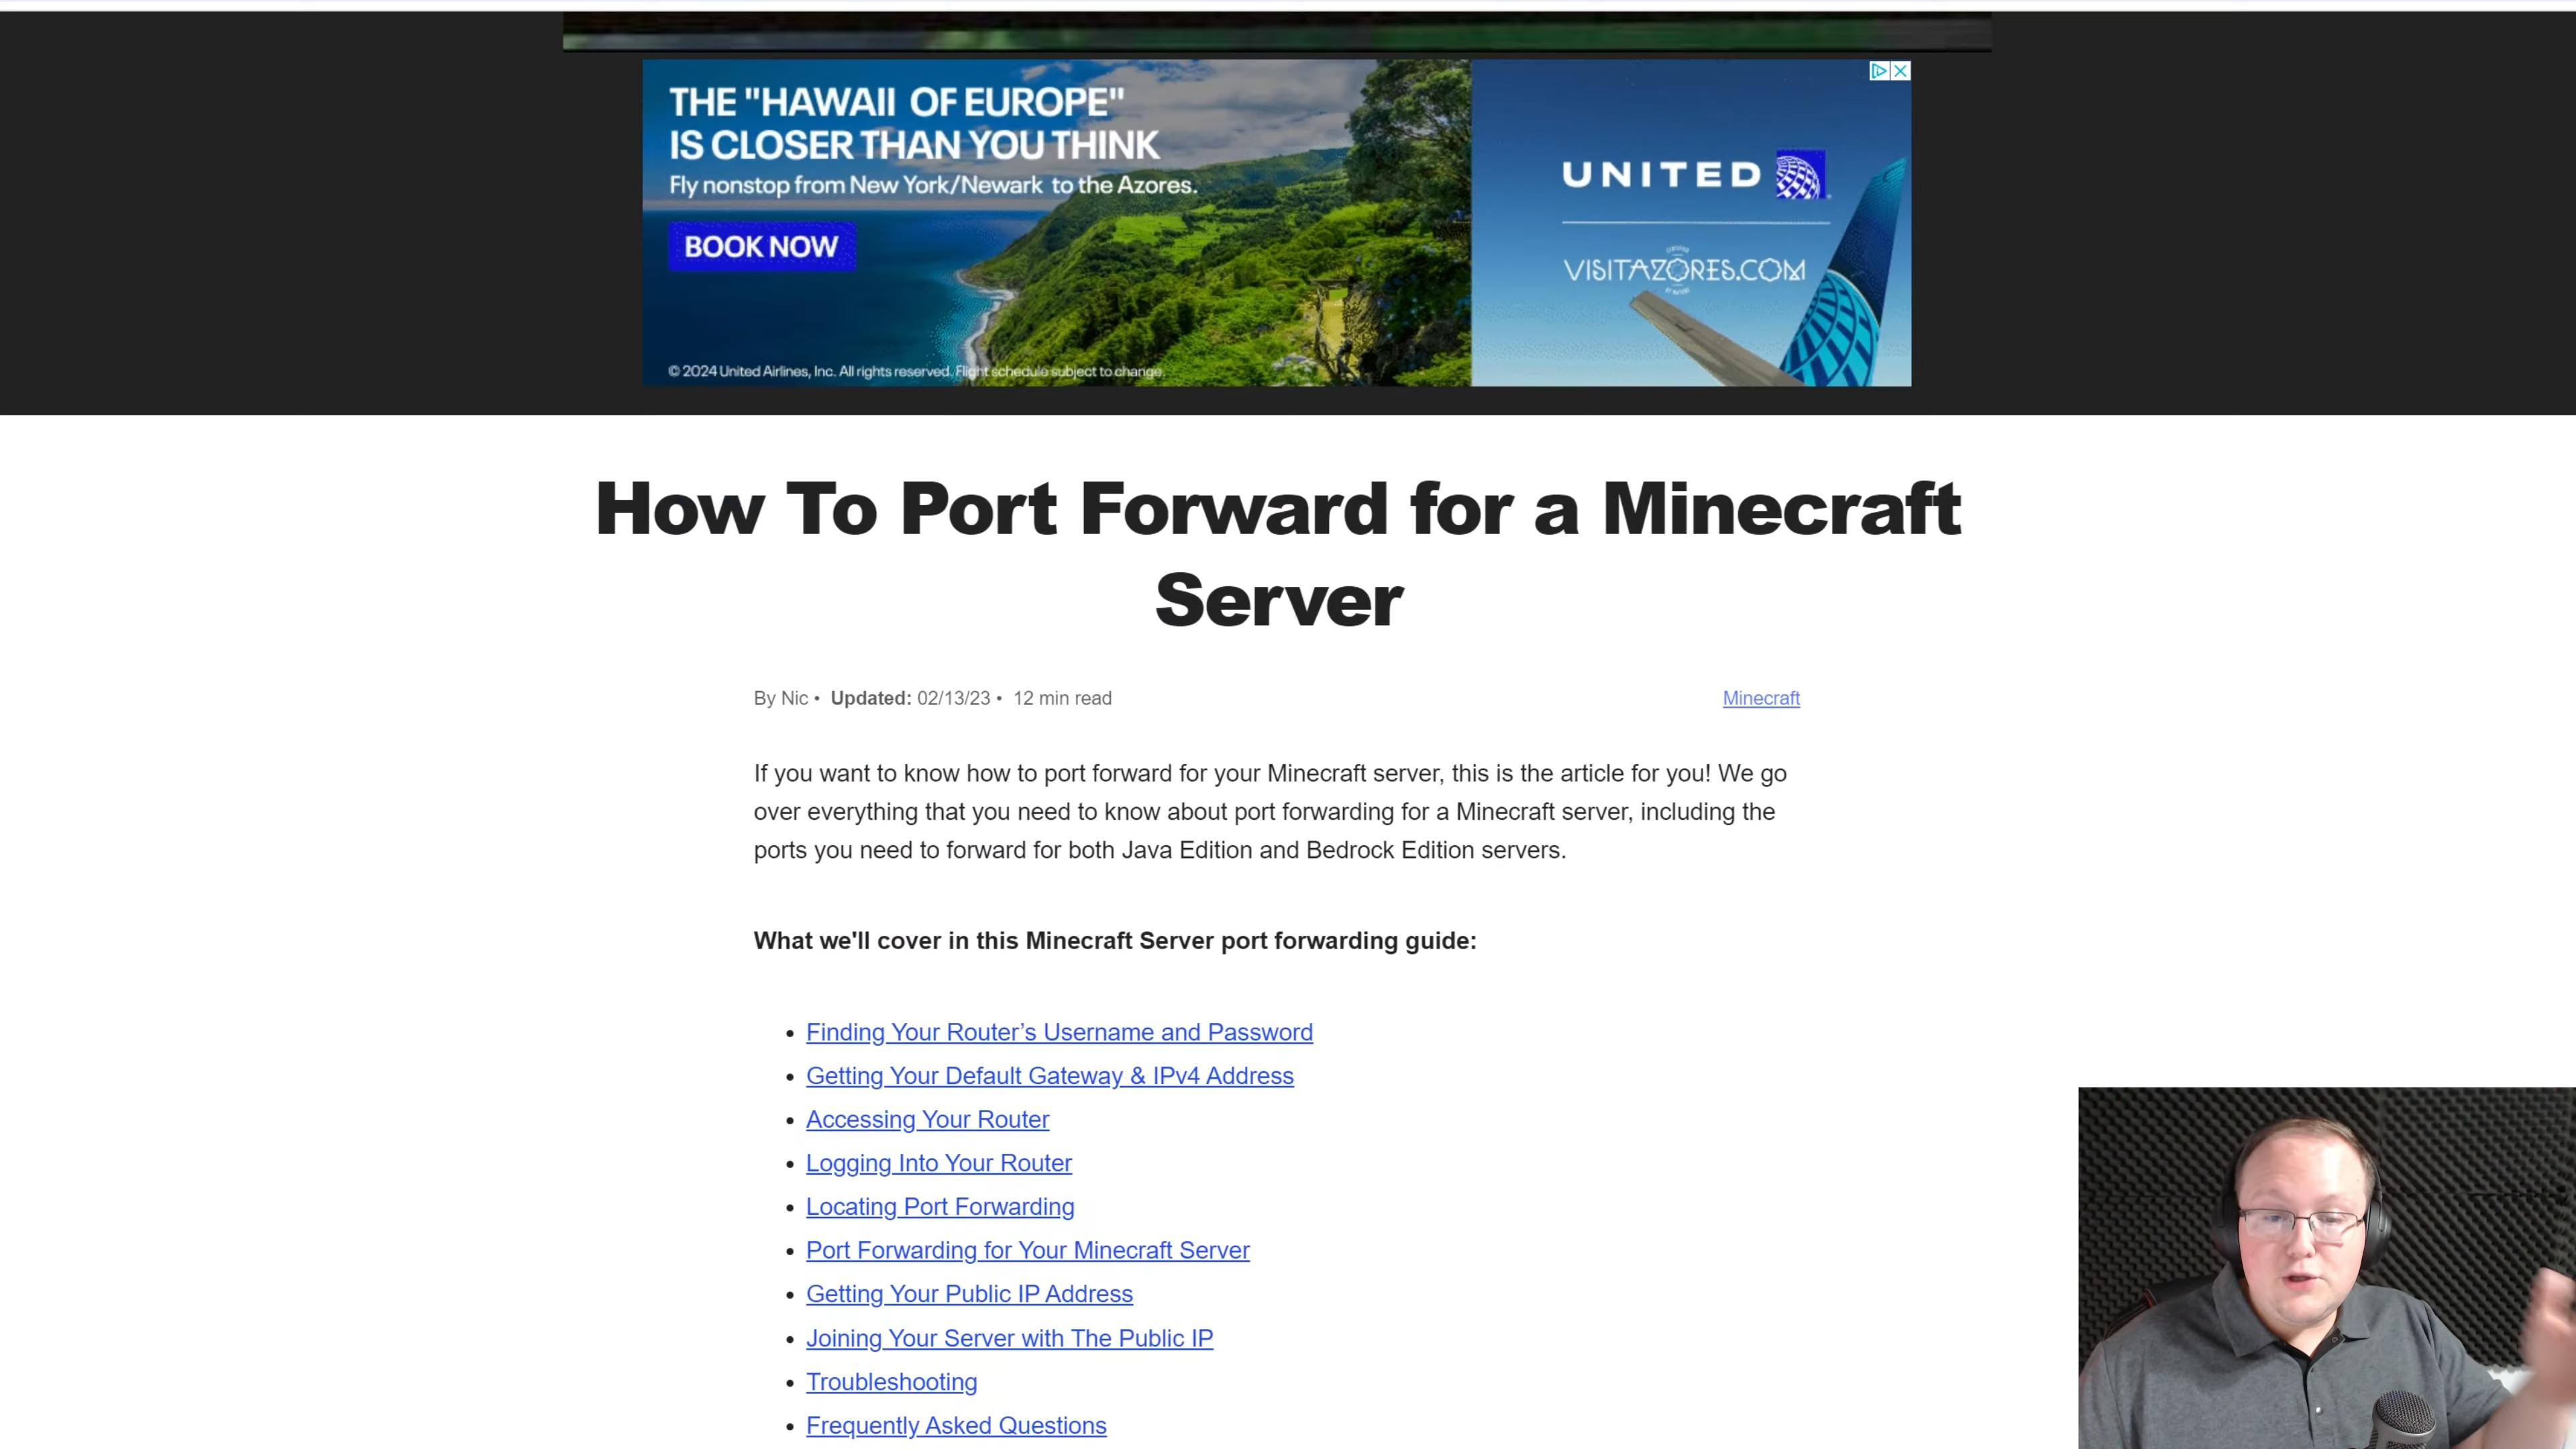 THE "HAWAII OF EUROPE"
IS CLOSER THAN YOU THINK
Fly nonstop from New York/Newark to the Azores.
BOOK NOW
© 2024 United Airlines, Inc. All rights reserved. Flight schedule subject to change.
UNITED
VISITAZORES.COM
How To Port Forward for a Minecraft
Server
By Nic • Updated: 02/13/23 • 12 min read
Minecraft
If you want to know how to port forward for your Minecraft server, this is the article for you! We go
over everything that you need to know about port forwarding for a Minecraft server, including the
ports you need to forward for both Java Edition and Bedrock Edition servers.
What we'll cover in this Minecraft Server port forwarding guide:
• Finding Your Router’s Username and Password
• Getting Your Default Gateway & IPv4 Address
• Accessing Your Router
• Logging Into Your Router
• Locating Port Forwarding
• Port Forwarding for Your Minecraft Server
• Getting Your Public IP Address
• Joining Your Server with The Public IP
• Troubleshooting
• Frequently Asked Questions